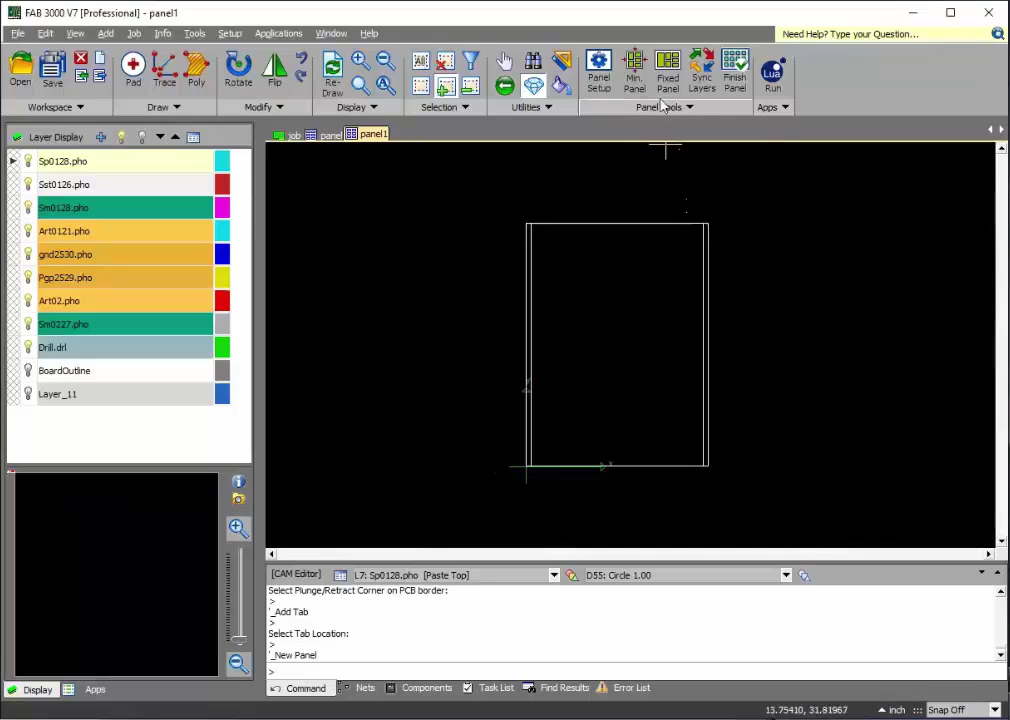 FAB 3000 V7 [Professional] - panel1
File Edit View Add Job Info Tools Setup Applications Window Help
Need Help? Type your Question...
Open Save
Workspace
Pad Trace Poly
Draw
Rotate Flip
Modify
Re-Draw
Display
Selection
Utilities
Panel Setup
Min. Panel
Fixed Panel
Sync Layers
Finish Panel
Panel Tools
Lua
Run
Apps
Layer Display
job panel panel1
Sp0128.pho
Sst0126.pho
Sm0128.pho
Art0121.pho
gnd2530.pho
Pgp2529.pho
Art02.pho
Sm0227.pho
Drill.drl
BoardOutline
Layer_11
[CAM Editor] L7: Sp0128.pho [Paste Top] D55: Circle 1.00
Select Plunge/Retract Corner on PCB border:
>
'_Add Tab
>
Select Tab Location:
>
'_New Panel
>
Display Apps
Command Nets Components Task List Find Results Error List
13.75410, 31.81967 inch Snap Off